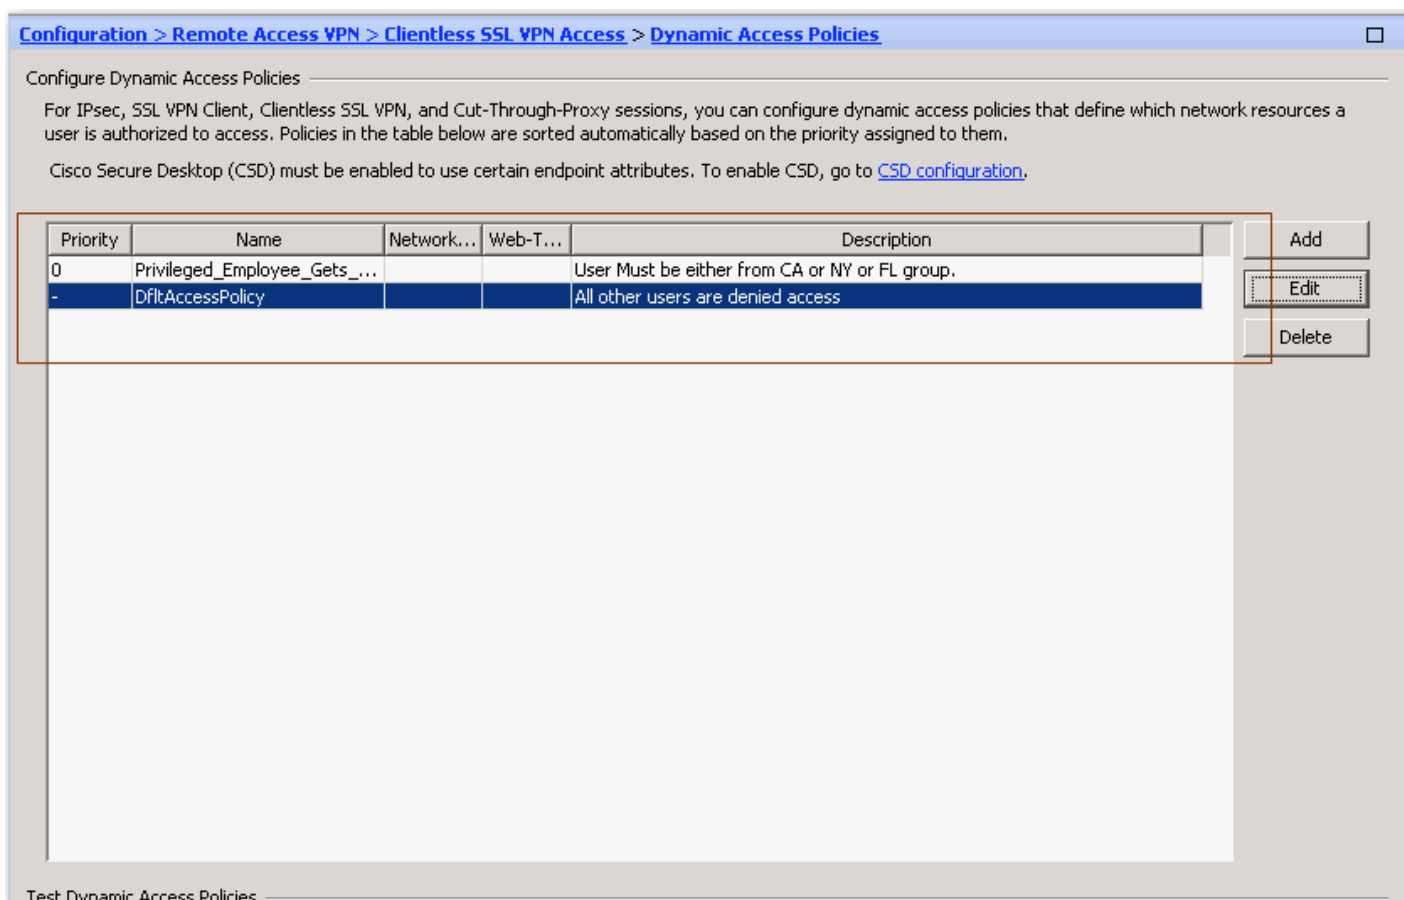 Configuration > Remote Access VPN > Clientless SSL VPN Access > Dynamic Access Policies
Configure Dynamic Access Policies
For IPsec, SSL VPN Client, Clientless SSL VPN, and Cut-Through-Proxy sessions, you can configure dynamic access policies that define which network resources a
user is authorized to access. Policies in the table below are sorted automatically based on the priority assigned to them.
Cisco Secure Desktop (CSD) must be enabled to use certain endpoint attributes. To enable CSD, go to CSD configuration.
Priority Name Network... Web-T... Description
0 Privileged_Employee_Gets_... User Must be either from CA or NY or FL group.
- DfltAccessPolicy All other users are denied access
Add
Edit
Delete
Test Dynamic Access Policies